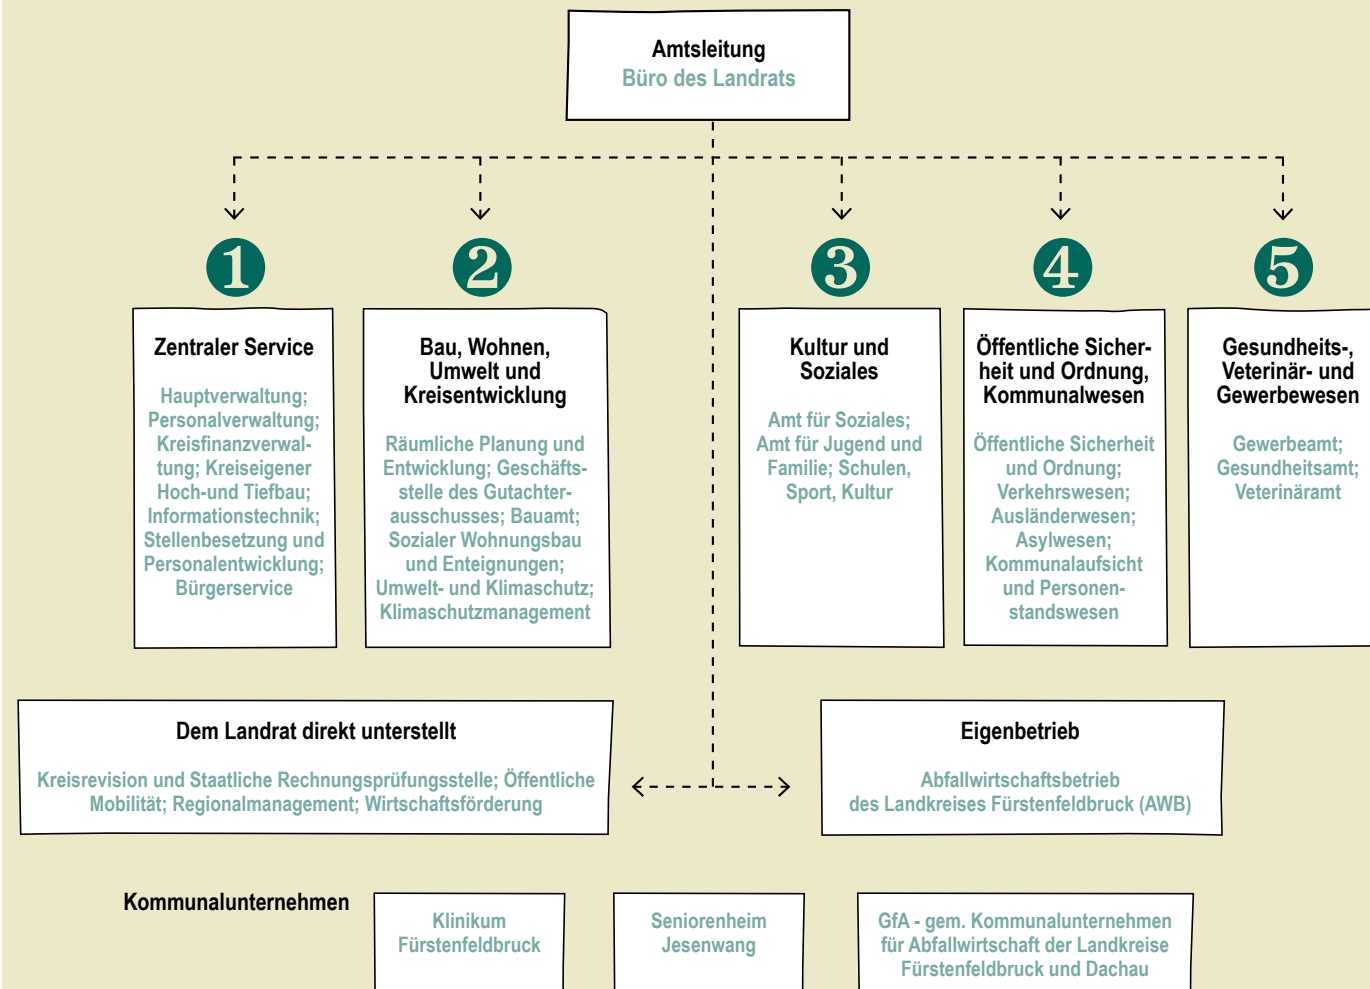 Amtsleitung
Büro des Landrats
1
Zentraler Service
Hauptverwaltung;
Personalverwaltung;
Kreisfinanzverwal-
tung; Kreiseigener
Hoch-und Tiefbau;
Informationstechnik;
Stellenbesetzung und
Personalentwicklung;
Bürgerservice
2
Bau, Wohnen,
Umwelt und
Kreisentwicklung
Räumliche Planung und
Entwicklung; Geschäfts-
stelle des Gutachter-
ausschusses; Bauamt;
Sozialer Wohnungsbau
und Enteignungen;
Umwelt- und Klimaschutz;
Klimaschutzmanagement
3
Kultur und
Soziales
Amt für Soziales;
Amt für Jugend und
Familie; Schulen,
Sport, Kultur
4
Öffentliche Sicher-
heit und Ordnung,
Kommunalwesen
Öffentliche Sicherheit
und Ordnung;
Verkehrswesen;
Ausländerwesen;
Asylwesen;
Kommunalaufsicht
und Personen-
standswesen
5
Gesundheits-,
Veterinär- und
Gewerbewesen
Gewerbeamt;
Gesundheitsamt;
Veterinäramt
Dem Landrat direkt unterstellt
Kreisrevision und Staatliche Rechnungsprüfungsstelle; Öffentliche
Mobilität; Regionalmanagement; Wirtschaftsförderung
Eigenbetrieb
Abfallwirtschaftsbetrieb
des Landkreises Fürstenfeldbruck (AWB)
Kommunalunternehmen
Klinikum
Fürstenfeldbruck
Seniorenheim
Jesenwang
GfA - gem. Kommunalunternehmen
für Abfallwirtschaft der Landkreise
Fürstenfeldbruck und Dachau